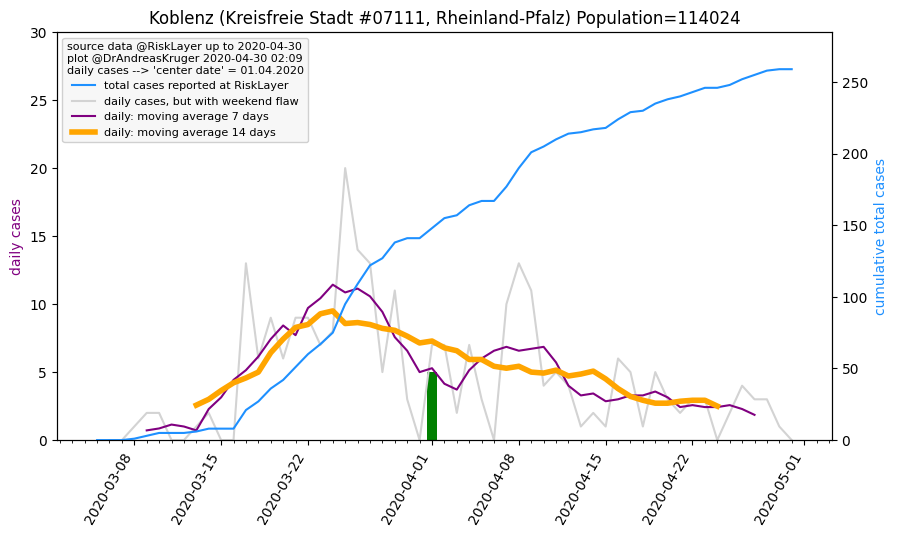 Koblenz (Kreisfreie Stadt #07111, Rheinland-Pfalz) Population=114024
source data @RiskLayer up to 2020-04-30
plot @DrAndreasKruger 2020-04-30 02:09
daily cases --> 'center date' = 01.04.2020
total cases reported at RiskLayer
daily cases, but with weekend flaw
daily: moving average 7 days
daily: moving average 14 days
daily cases
30
25
20
15
10
5
0
cumulative total cases
250
200
150
100
50
0
2020-03-08
2020-03-15
2020-03-22
2020-04-01
2020-04-08
2020-04-15
2020-04-22
2020-05-01